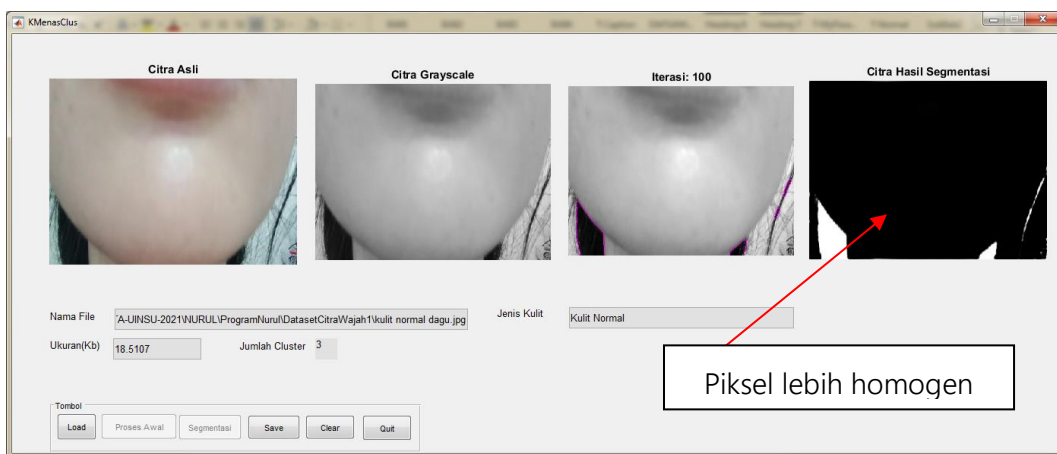 KMenasClus
Citra Asli
Citra Grayscale
Iterasi: 100
Citra Hasil Segmentasi
Nama File
'A-UINSU-2021\NURUL\ProgramNurul\DatasetCitraWajah1\kulit normal dagu.jpg
Jenis Kulit
Kulit Normal
Ukuran(Kb)
18.5107
Jumlah Cluster
3
Piksel lebih homogen
Tombol
Load
Proses Awal
Segmentasi
Save
Clear
Quit